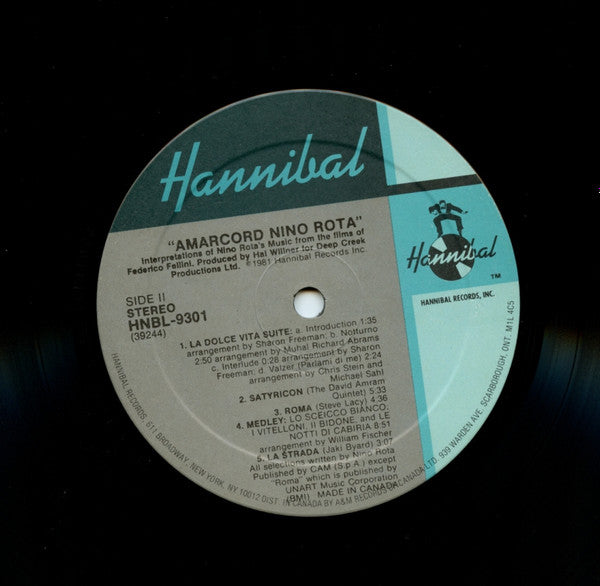 Hannibal
"AMARCORD NINO ROTA"
Interpretations of Nino Rota's Music from the films of
Federico Fellini. Produced by Hal Willner for Deep Creek
Productions Ltd. ℗1981 Hannibal Records Inc.
Hannibal
TM
HANNIBAL RECORDS, INC.
SIDE II
STEREO
HNBL-9301
(39244)
1. LA DOLCE VITA SUITE: a. Introduction 1:35
arrangement by Sharon Freeman; b. Notturno
2:50 arrangement by Muhal Richard Abrams
c. Interlude 0:28 arrangement by Sharon
Freeman; d. Valzer (Parlami di me) 2:24
arrangement by Chris Stein and
Michael Sahl
2. SATYRICON (The David Amram
Quintet) 3:50
3. ROMA (Steve Lacy) 4:36
4. MEDLEY: LO SCEICCO BIANCO;
I VITELLONI, II BIDONE; and LE
NOTTI DI CABIRIA 8:51
arrangement by William Fischer
5. LA STRADA (Jaki Byard) 3:07
All selections written by Nino Rota
Published by CAM (S.p.A.) except
"Roma" which is published by
UNART Music Corporation
(BMI) MADE IN CANADA
HANNIBAL RECORDS, 611 BROADWAY, NEW YORK, NY 10012 DIST. IN CANADA BY A&M RECORDS OF CANADA LTD. 939 WARDEN AVE. SCARBOROUGH, ONT. M1L 4C5